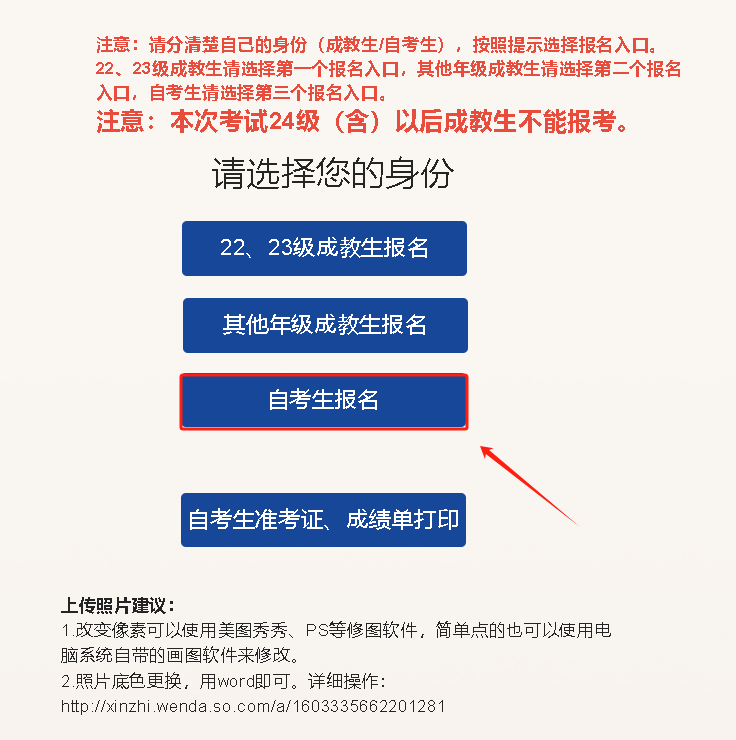 注意：请分清楚自己的身份（成教生/自考生），按照提示选择报名入口。
22、23级成教生请选择第一个报名入口，其他年级成教生请选择第二个报名
入口，自考生请选择第三个报名入口。
注意：本次考试24级（含）以后成教生不能报考。
请选择您的身份
22、23级成教生报名
其他年级成教生报名
自考生报名
自考生准考证、成绩单打印
上传照片建议：
1.改变像素可以使用美图秀秀、PS等修图软件，简单点的也可以使用电
脑系统自带的画图软件来修改。
2.照片底色更换，用word即可。详细操作：
http://xinzhi.wenda.so.com/a/1603335662201281